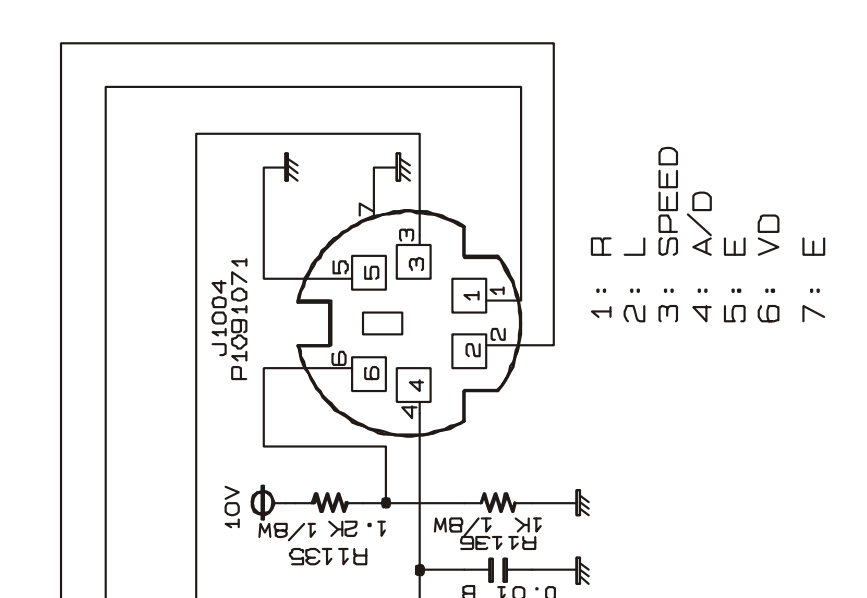 7
3
5
5
3
J1004
P1091071
1
1
2
2
6
6
4
4
10V
1.2K 1/8W
R1135
1K 1/8W
R1136
0.01 B
1: R
2: L
3: SPEED
4: A/D
5: E
6: VD
7: E